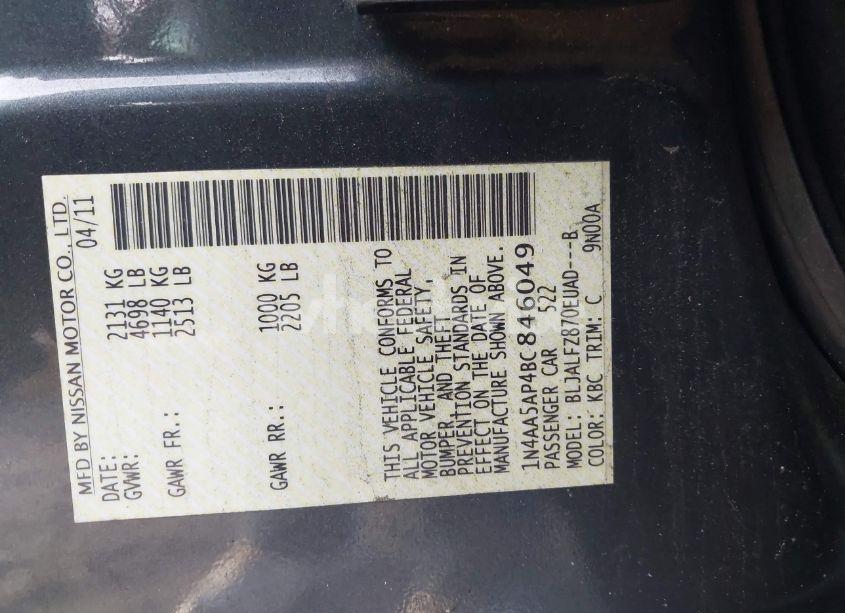 MFD BY NISSAN MOTOR CO., LTD.
DATE: 04/11
GVWR: 2131 KG
4698 LB
GAWR FR.: 1140 KG
2513 LB
GAWR RR.: 1000 KG
2205 LB
THIS VEHICLE CONFORMS TO
ALL APPLICABLE FEDERAL
MOTOR VEHICLE SAFETY,
BUMPER, AND THEFT
PREVENTION STANDARDS IN
EFFECT ON THE DATE OF
MANUFACTURE SHOWN ABOVE.
1N4AA5AP4BC846049
PASSENGER CAR 522
MODEL: BLJALFZ870EUAD---B
COLOR: KBC TRIM: C 9N00A